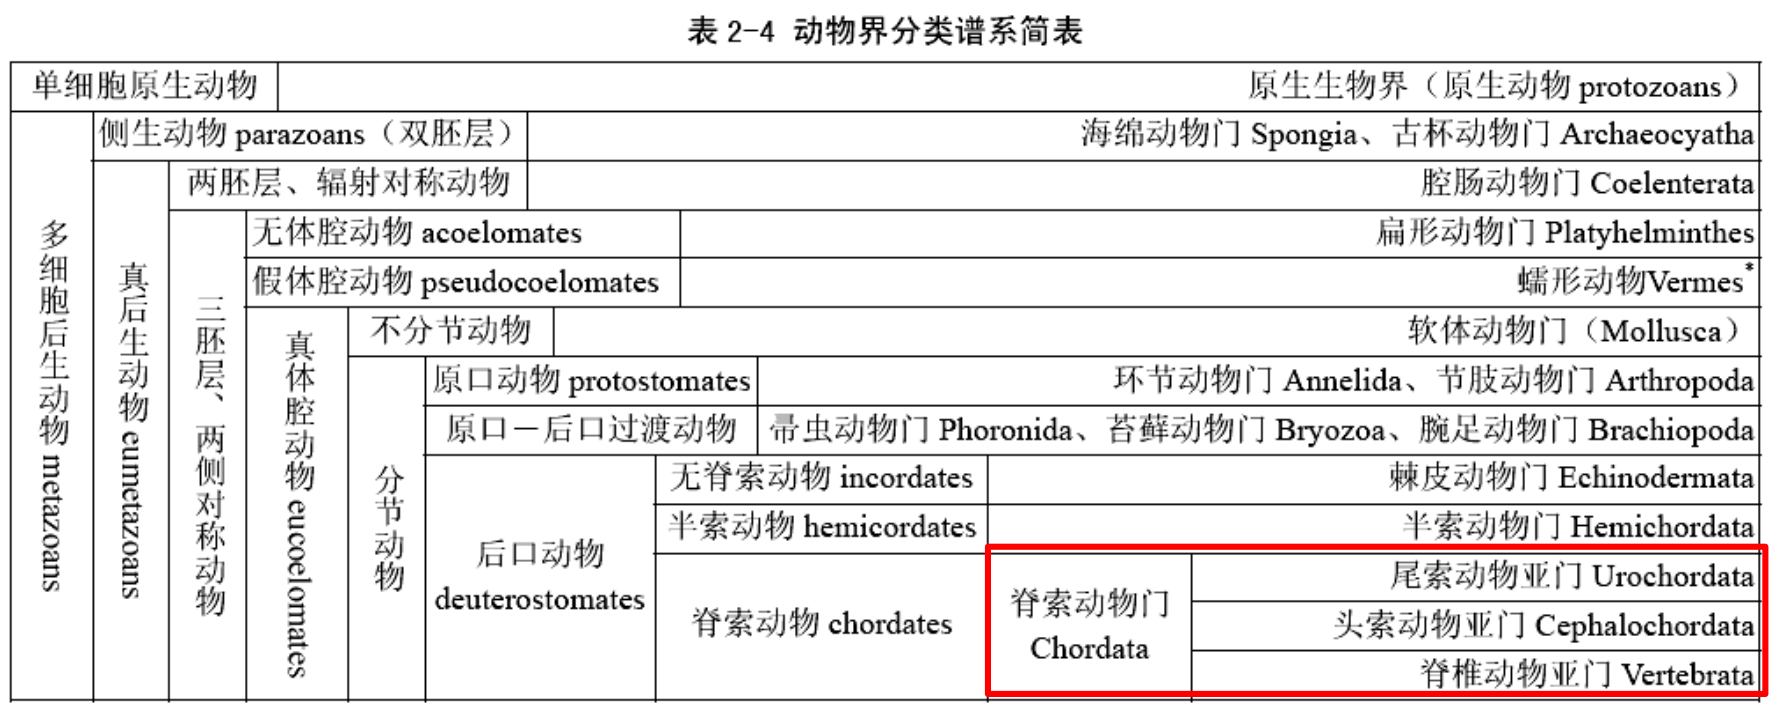 表 2-4 动物界分类谱系简表
单细胞原生动物
原生生物界（原生动物 protozoans）
多细胞后生动物 metazoans
侧生动物 parazoans（双胚层）
海绵动物门 Spongia、古杯动物门 Archaeocyatha
真后生动物 eumetazoans
两胚层、辐射对称动物
腔肠动物门 Coelenterata
三胚层、两侧对称动物
无体腔动物 acoelomates
扁形动物门 Platyhelminthes
假体腔动物 pseudocoelomates
蠕形动物Vermes*
真体腔动物 eucoelomates
不分节动物
软体动物门（Mollusca）
分节动物
原口动物 protostomates
环节动物门 Annelida、节肢动物门 Arthropoda
原口－后口过渡动物
帚虫动物门 Phoronida、苔藓动物门 Bryozoa、腕足动物门 Brachiopoda
后口动物
deuterostomates
无脊索动物 incordates
棘皮动物门 Echinodermata
半索动物 hemicordates
半索动物门 Hemichordata
脊索动物 chordates
脊索动物门
Chordata
尾索动物亚门 Urochordata
头索动物亚门 Cephalochordata
脊椎动物亚门 Vertebrata